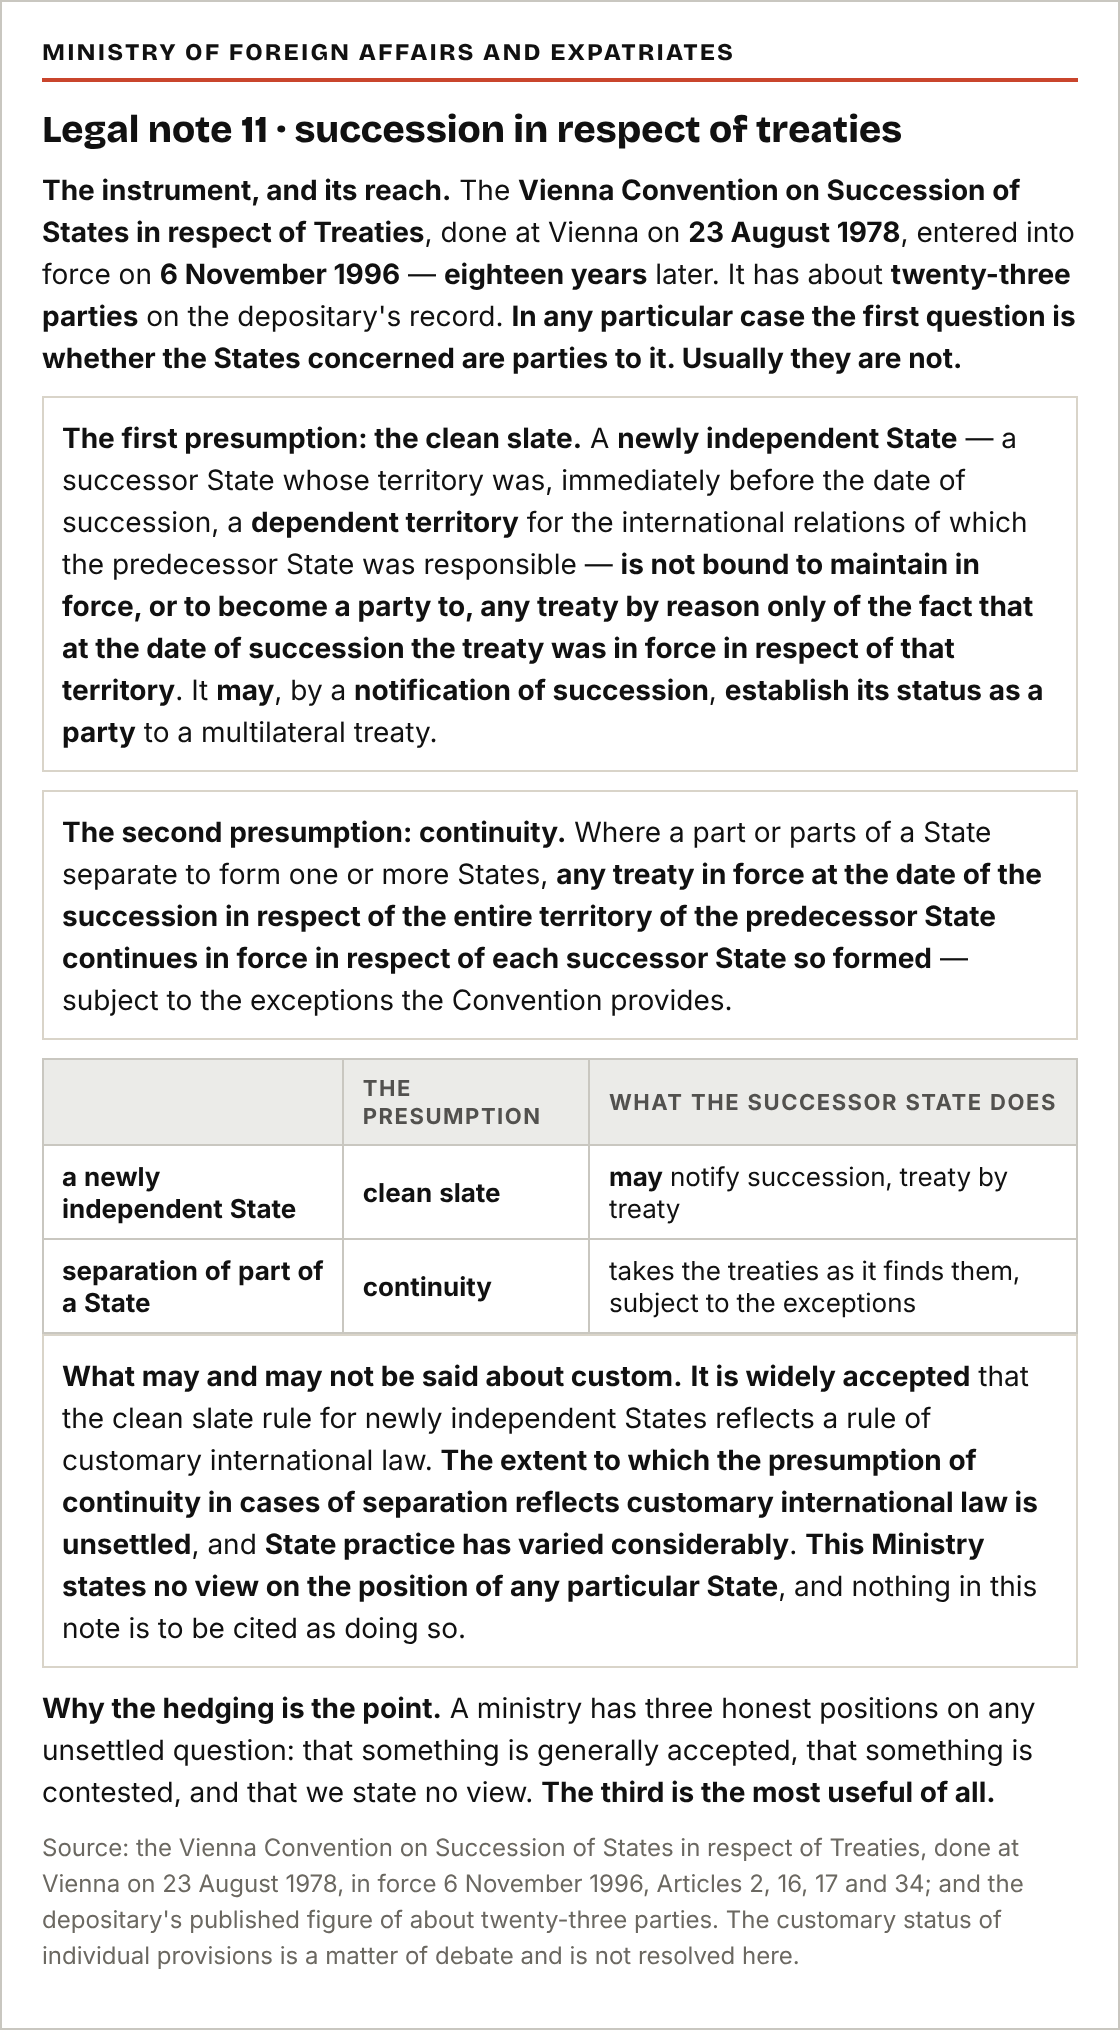 MINISTRY OF FOREIGN AFFAIRS AND EXPATRIATES
Legal note 11 · succession in respect of treaties
The instrument, and its reach. The Vienna Convention on Succession of
States in respect of Treaties, done at Vienna on 23 August 1978, entered into
force on 6 November 1996 — eighteen years later. It has about twenty-three
parties on the depositary's record. In any particular case the first question is
whether the States concerned are parties to it. Usually they are not.
The first presumption: the clean slate. A newly independent State — a
successor State whose territory was, immediately before the date of
succession, a dependent territory for the international relations of which
the predecessor State was responsible — is not bound to maintain in
force, or to become a party to, any treaty by reason only of the fact that
at the date of succession the treaty was in force in respect of that
territory. It may, by a notification of succession, establish its status as a
party to a multilateral treaty.
The second presumption: continuity. Where a part or parts of a State
separate to form one or more States, any treaty in force at the date of the
succession in respect of the entire territory of the predecessor State
continues in force in respect of each successor State so formed —
subject to the exceptions the Convention provides.
THE
PRESUMPTION
WHAT THE SUCCESSOR STATE DOES
a newly
independent State
clean slate
may notify succession, treaty by
treaty
separation of part of
a State
continuity
takes the treaties as it finds them,
subject to the exceptions
What may and may not be said about custom. It is widely accepted that
the clean slate rule for newly independent States reflects a rule of
customary international law. The extent to which the presumption of
continuity in cases of separation reflects customary international law is
unsettled, and State practice has varied considerably. This Ministry
states no view on the position of any particular State, and nothing in this
note is to be cited as doing so.
Why the hedging is the point. A ministry has three honest positions on any
unsettled question: that something is generally accepted, that something is
contested, and that we state no view. The third is the most useful of all.
Source: the Vienna Convention on Succession of States in respect of Treaties, done at
Vienna on 23 August 1978, in force 6 November 1996, Articles 2, 16, 17 and 34; and the
depositary's published figure of about twenty-three parties. The customary status of
individual provisions is a matter of debate and is not resolved here.